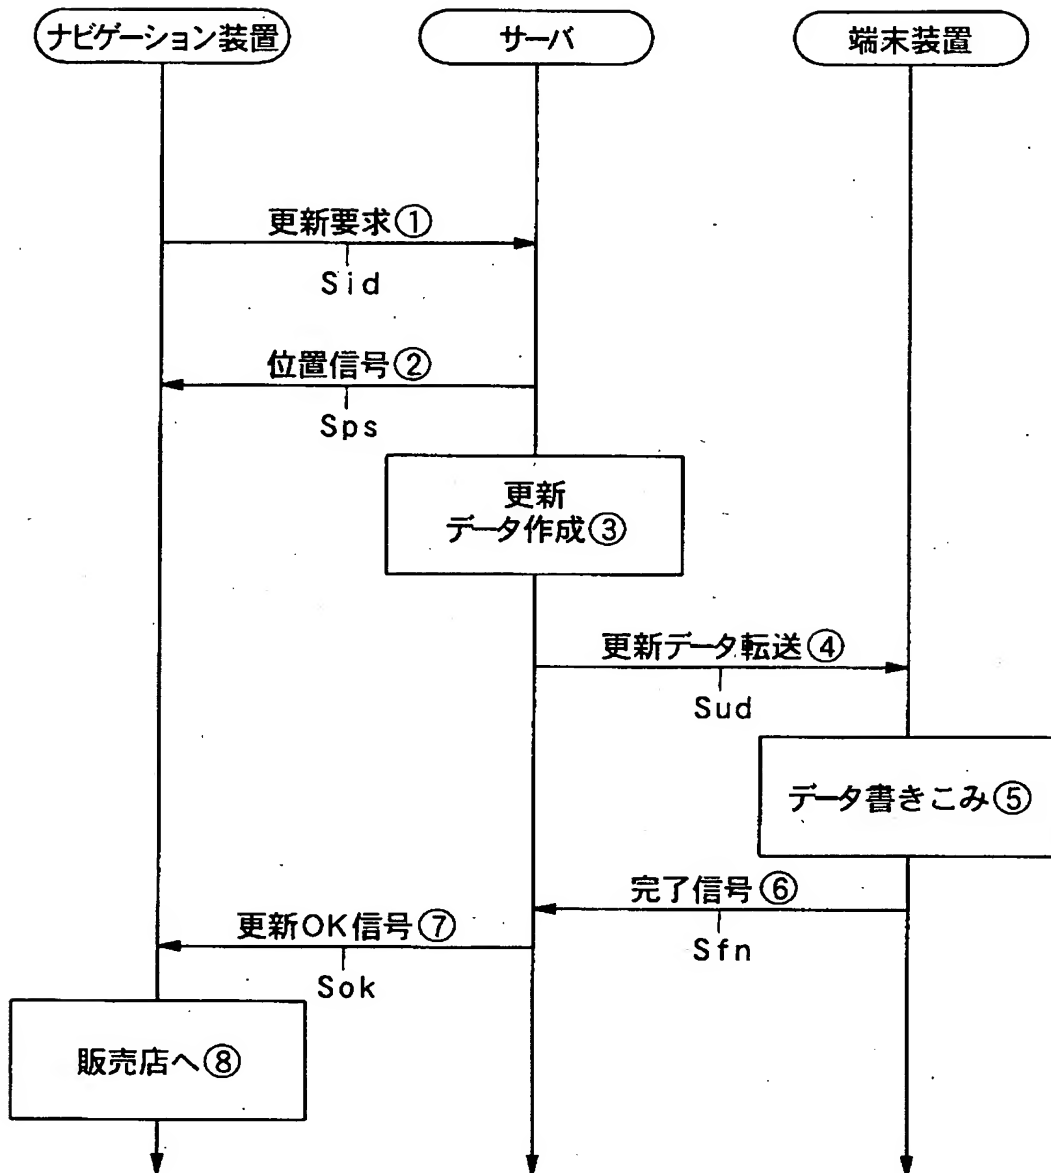 ナビゲーション装置
サーバ
端末装置
更新要求①
Sid
位置信号②
Sps
更新
データ作成③
更新データ転送④
Sud
データ書きこみ⑤
完了信号⑥
Sfn
更新OK信号⑦
Sok
販売店へ⑧